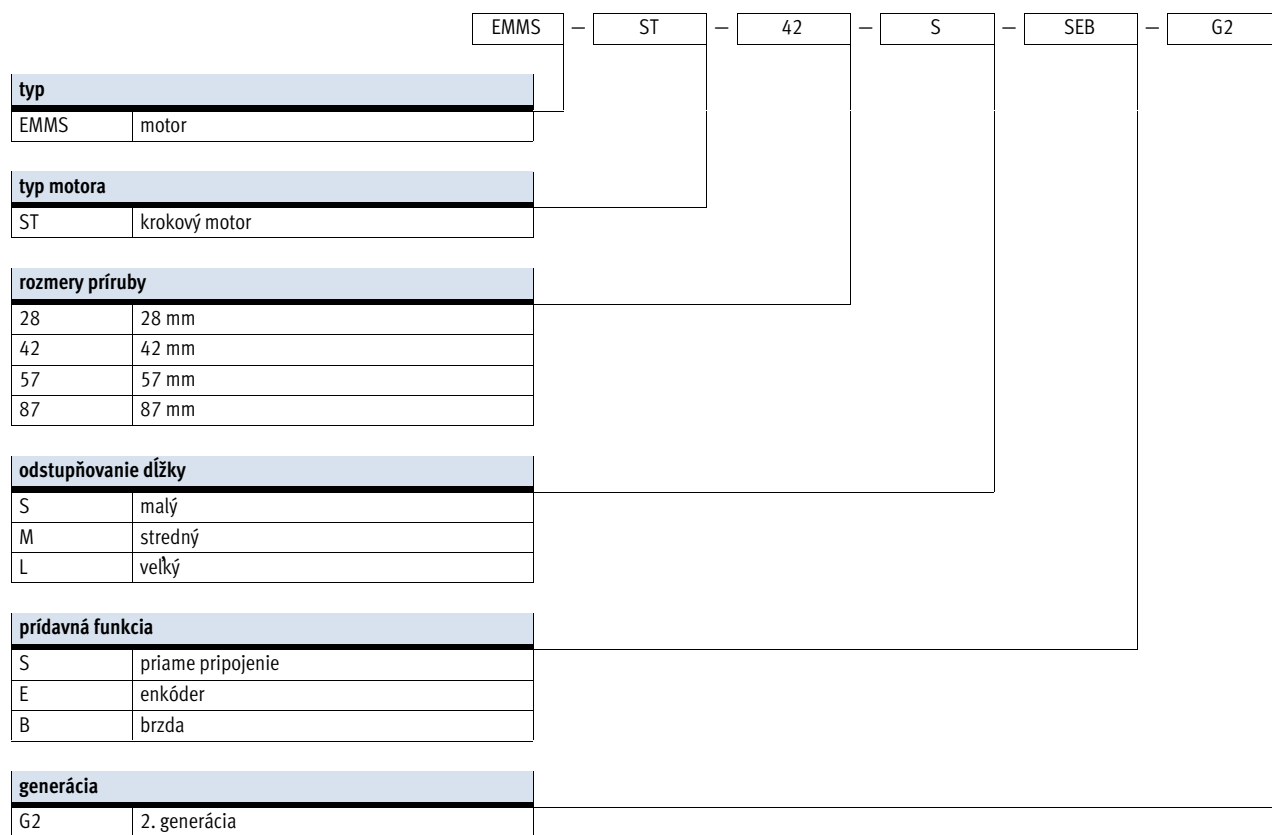 EMMS – ST – 42 – S – SEB – G2
typ
EMMS motor
typ motora
ST krokový motor
rozmery príruby
28 28 mm
42 42 mm
57 57 mm
87 87 mm
odstupňovanie dĺžky
S malý
M stredný
L veľký
prídavná funkcia
S priame pripojenie
E enkóder
B brzda
generácia
G2 2. generácia